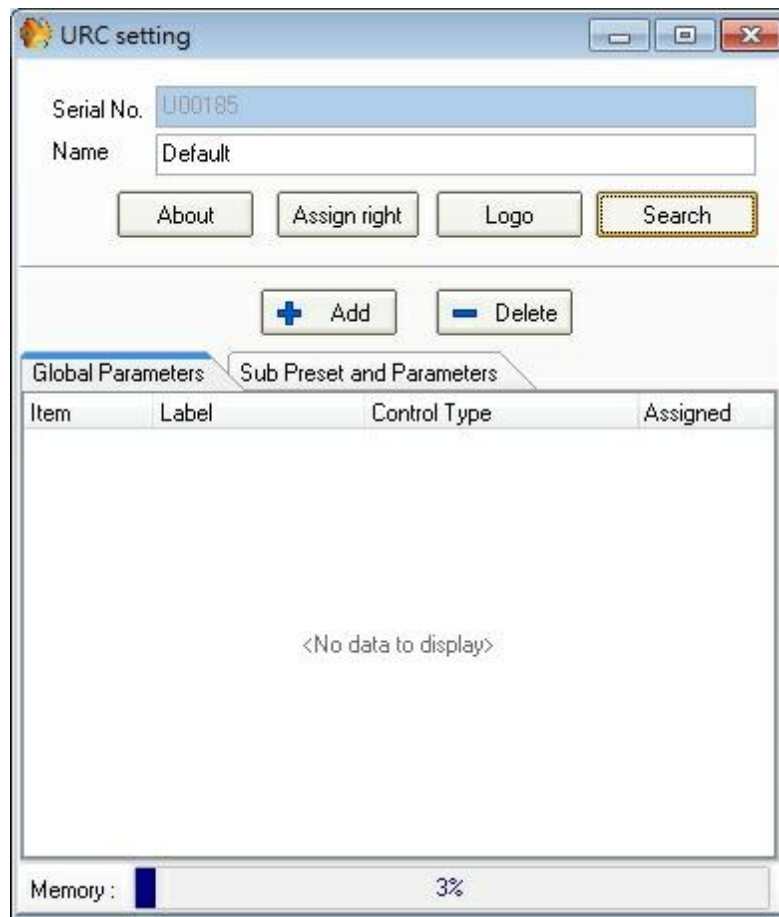 URC setting
Serial No. U00185
Name Default
About Assign right Logo Search
Add Delete
Global Parameters Sub Preset and Parameters
Item Label Control Type Assigned
<No data to display>
Memory : 3%